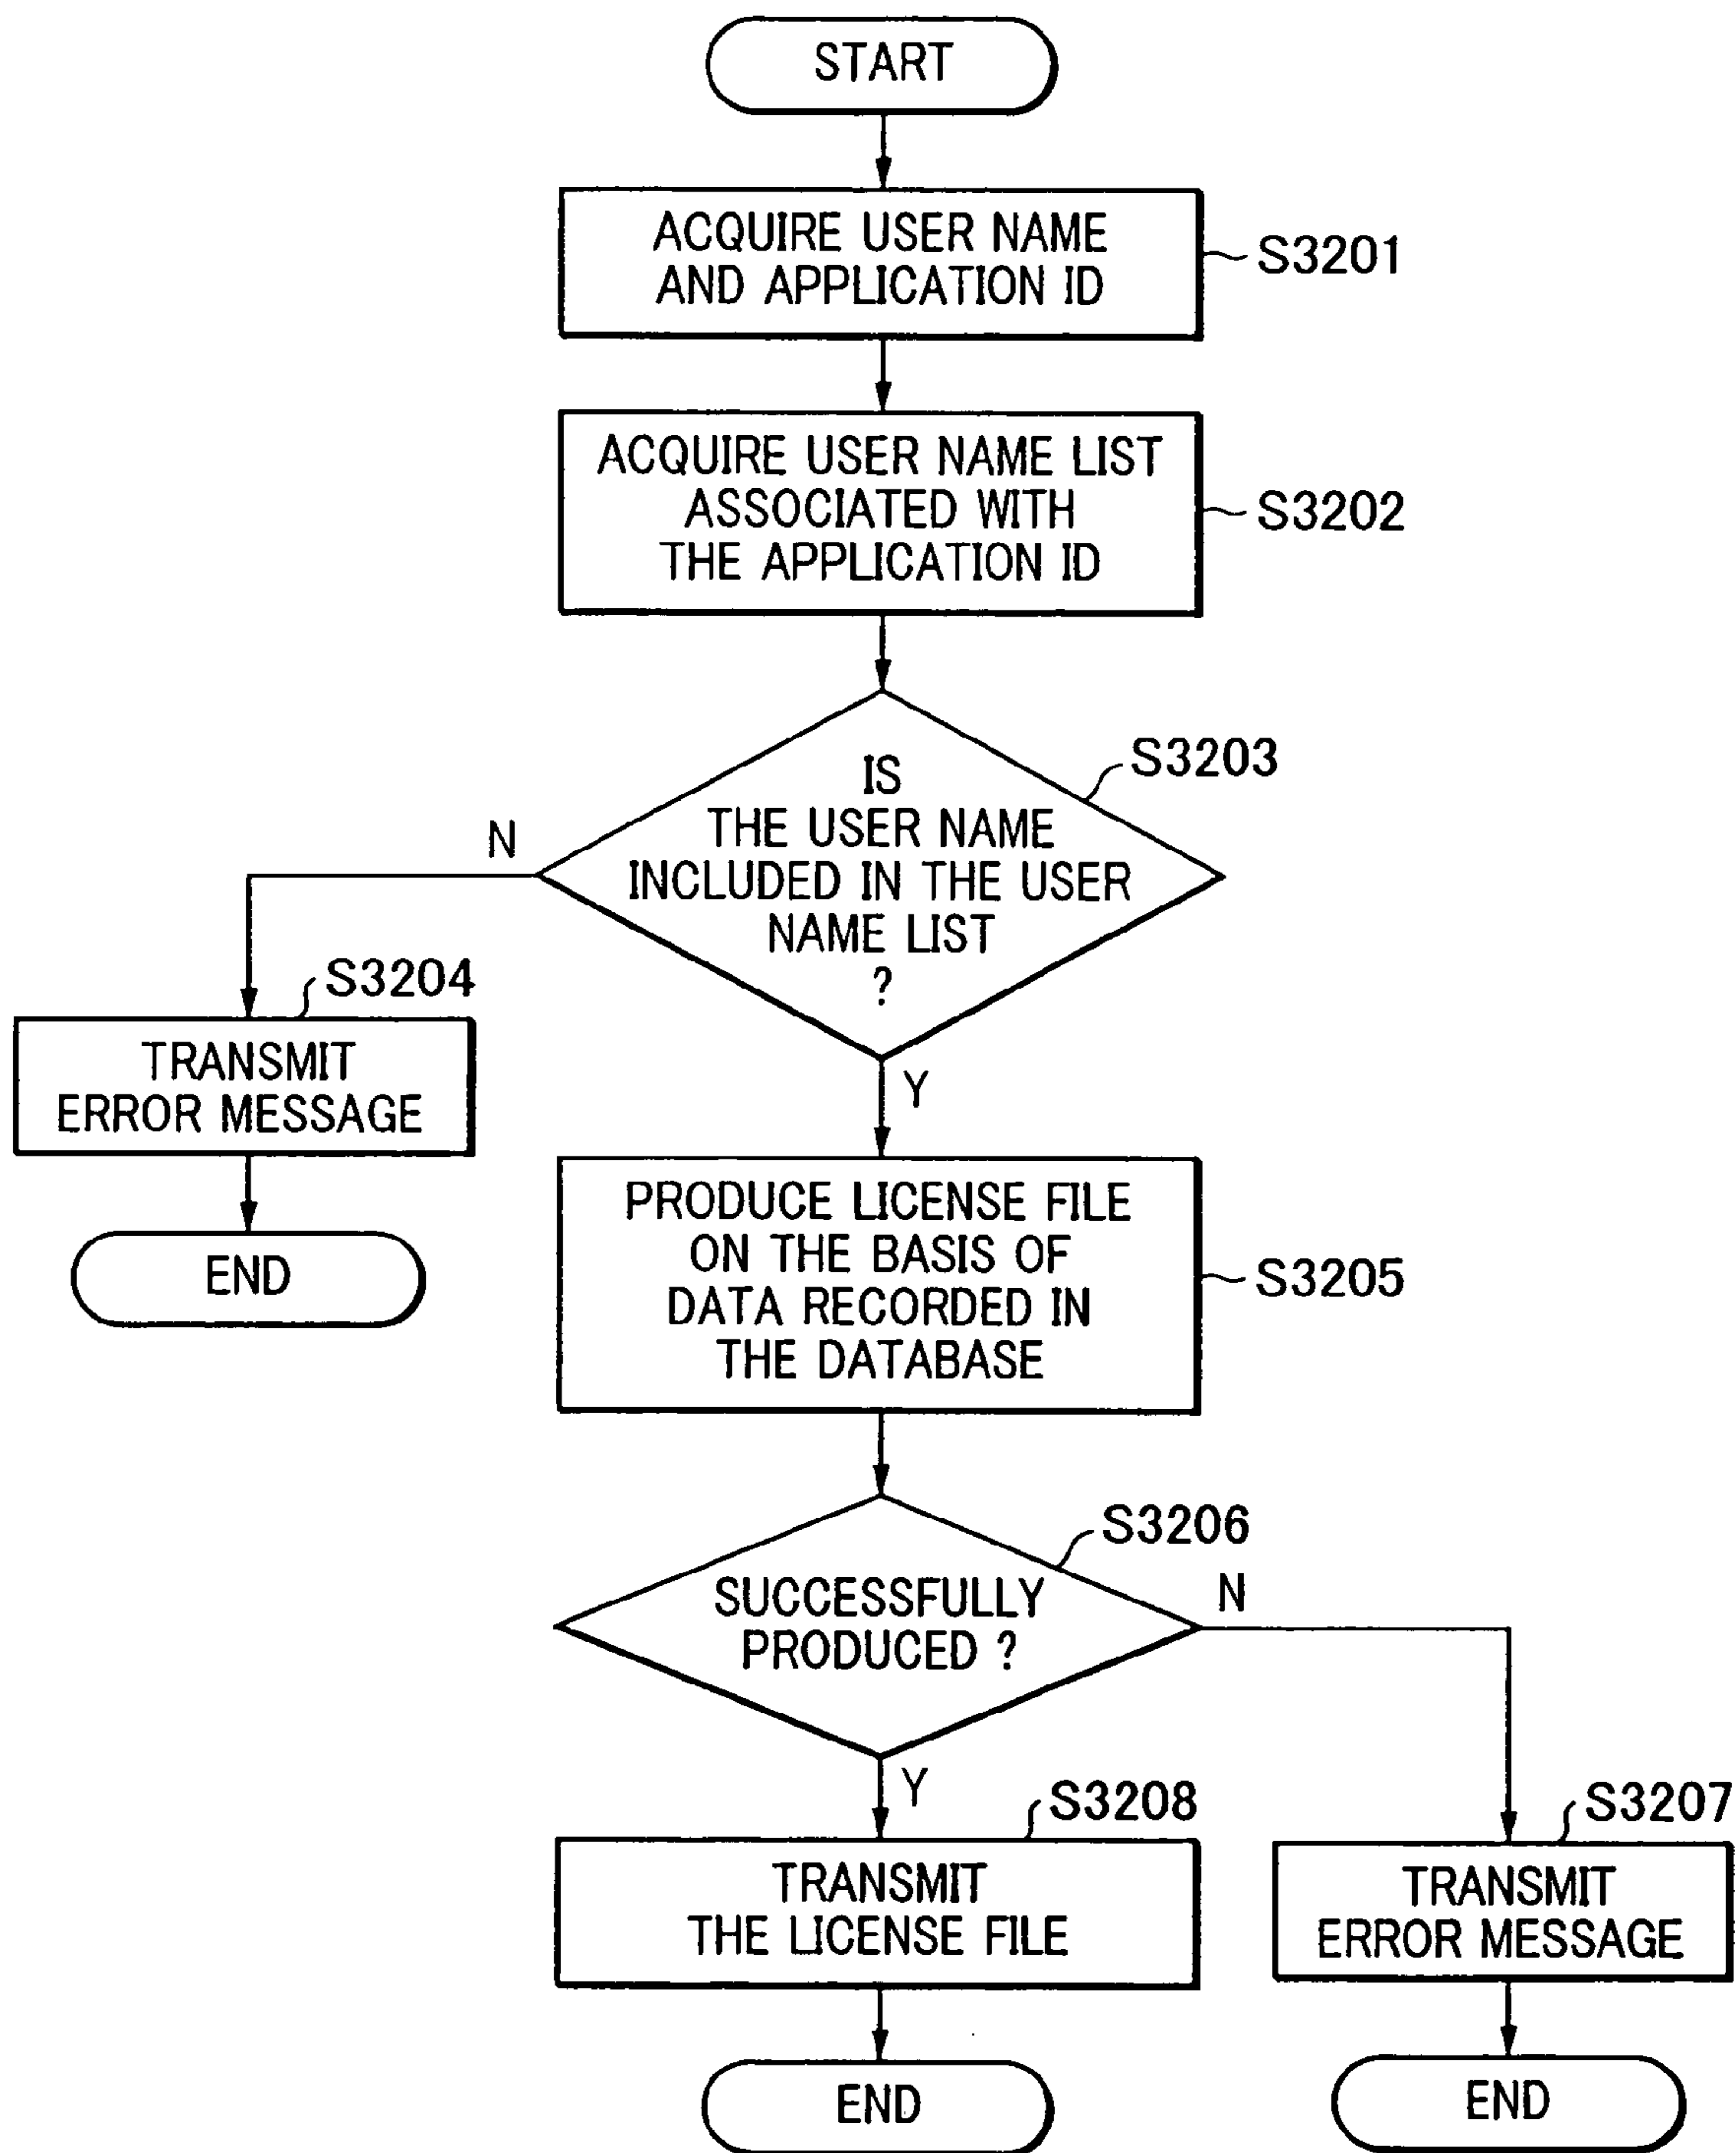 START
ACQUIRE USER NAME
AND APPLICATION ID
S3201
ACQUIRE USER NAME LIST
ASSOCIATED WITH
THE APPLICATION ID
S3202
IS
THE USER NAME
INCLUDED IN THE USER
NAME LIST
?
S3203
N
S3204
TRANSMIT
ERROR MESSAGE
END
Y
PRODUCE LICENSE FILE
ON THE BASIS OF
DATA RECORDED IN
THE DATABASE
S3205
S3206
SUCCESSFULLY
PRODUCED ?
N
Y
S3208
TRANSMIT
THE LICENSE FILE
END
S3207
TRANSMIT
ERROR MESSAGE
END